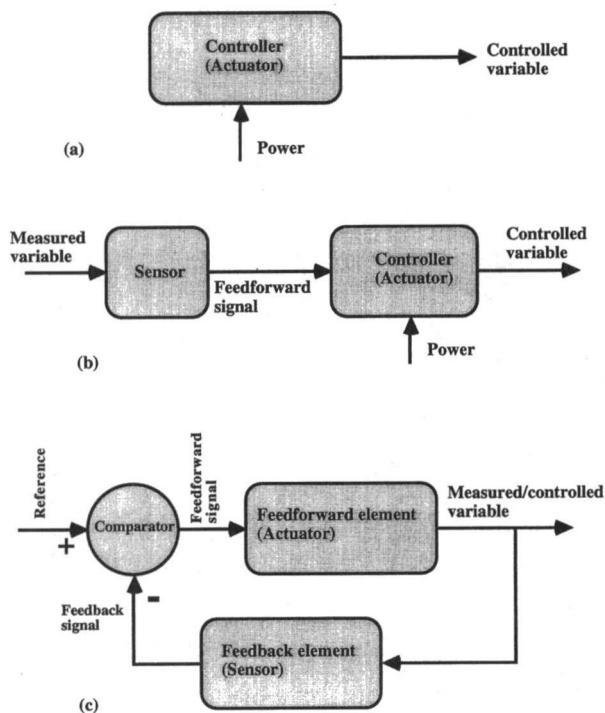 Controller
(Actuator)
Controlled
variable
Power
(a)
Measured
variable
Sensor
Feedforward
signal
Controller
(Actuator)
Controlled
variable
Power
(b)
Reference
+
Comparator
Feedforward
signal
Feedforward element
(Actuator)
Measured/controlled
variable
Feedback
signal
-
Feedback element
(Sensor)
(c)